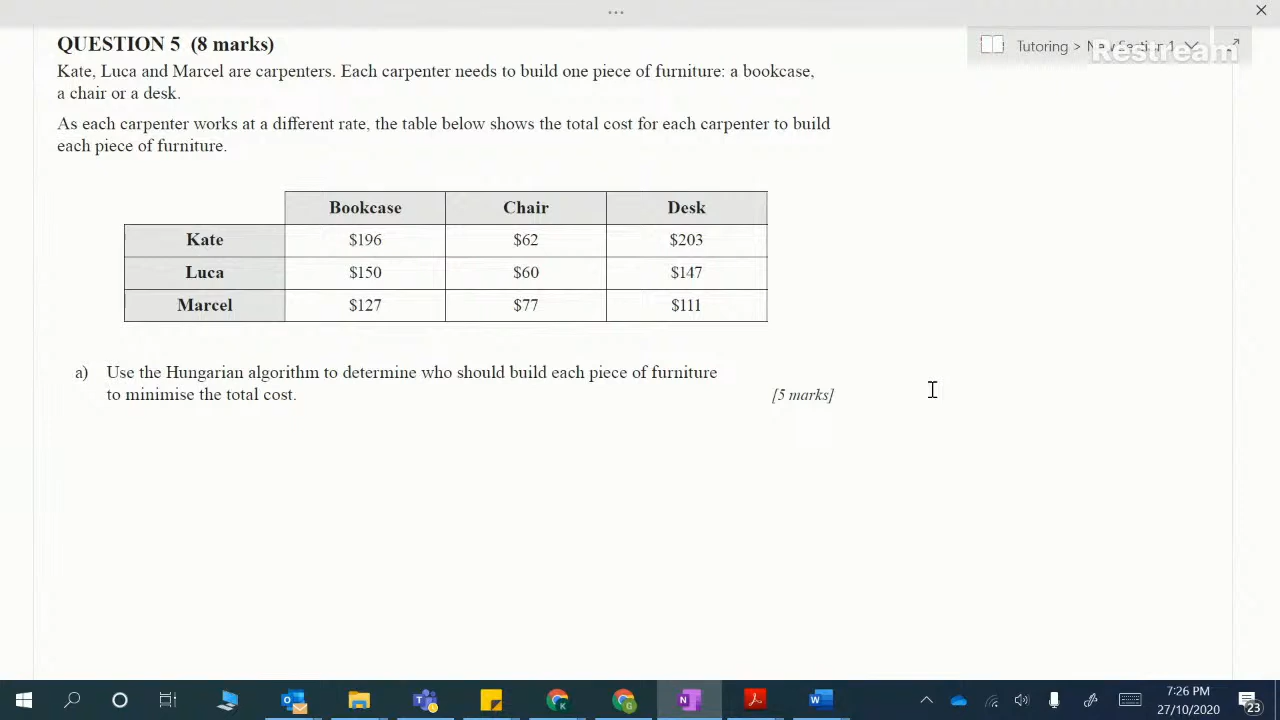 QUESTION 5 (8 marks)
Tutoring > New Section 1
Restream
Kate, Luca and Marcel are carpenters. Each carpenter needs to build one piece of furniture: a bookcase,
a chair or a desk.
As each carpenter works at a different rate, the table below shows the total cost for each carpenter to build
each piece of furniture.
Bookcase Chair Desk
Kate $196 $62 $203
Luca $150 $60 $147
Marcel $127 $77 $111
a) Use the Hungarian algorithm to determine who should build each piece of furniture
to minimise the total cost. [5 marks]
7:26 PM
27/10/2020
23